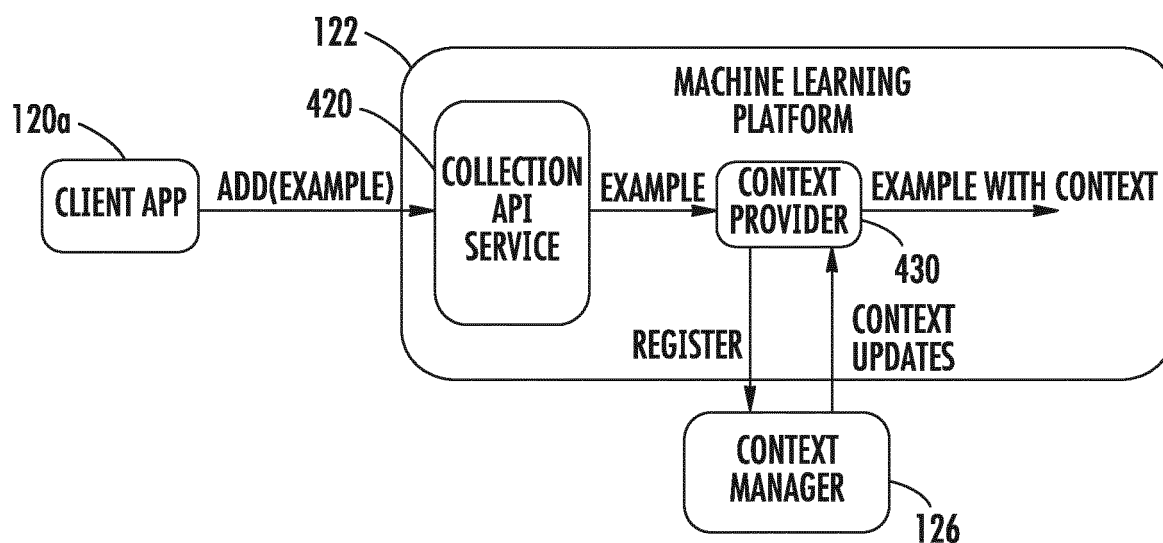 122
MACHINE LEARNING
PLATFORM
420
120a
CLIENT APP
ADD(EXAMPLE)
COLLECTION
API
SERVICE
EXAMPLE
CONTEXT
PROVIDER
EXAMPLE WITH CONTEXT
430
REGISTER
CONTEXT
UPDATES
CONTEXT
MANAGER
126